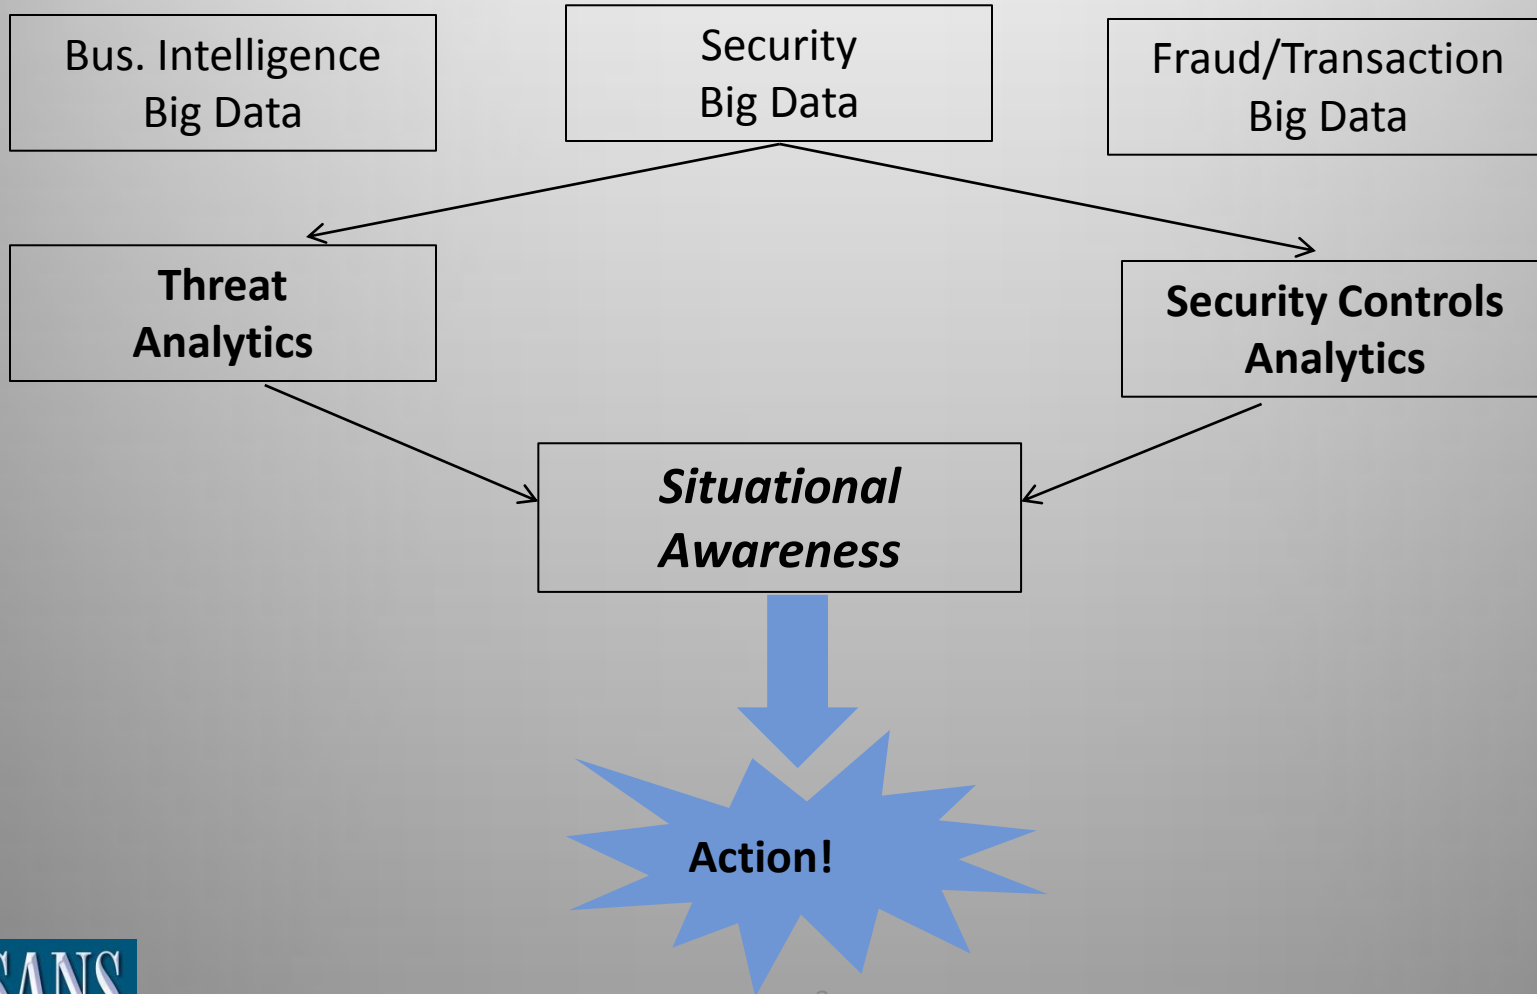 Bus. Intelligence
Big Data
Security
Big Data
Fraud/Transaction
Big Data
Threat
Analytics
Security Controls
Analytics
Situational
Awareness
Action!
SANS